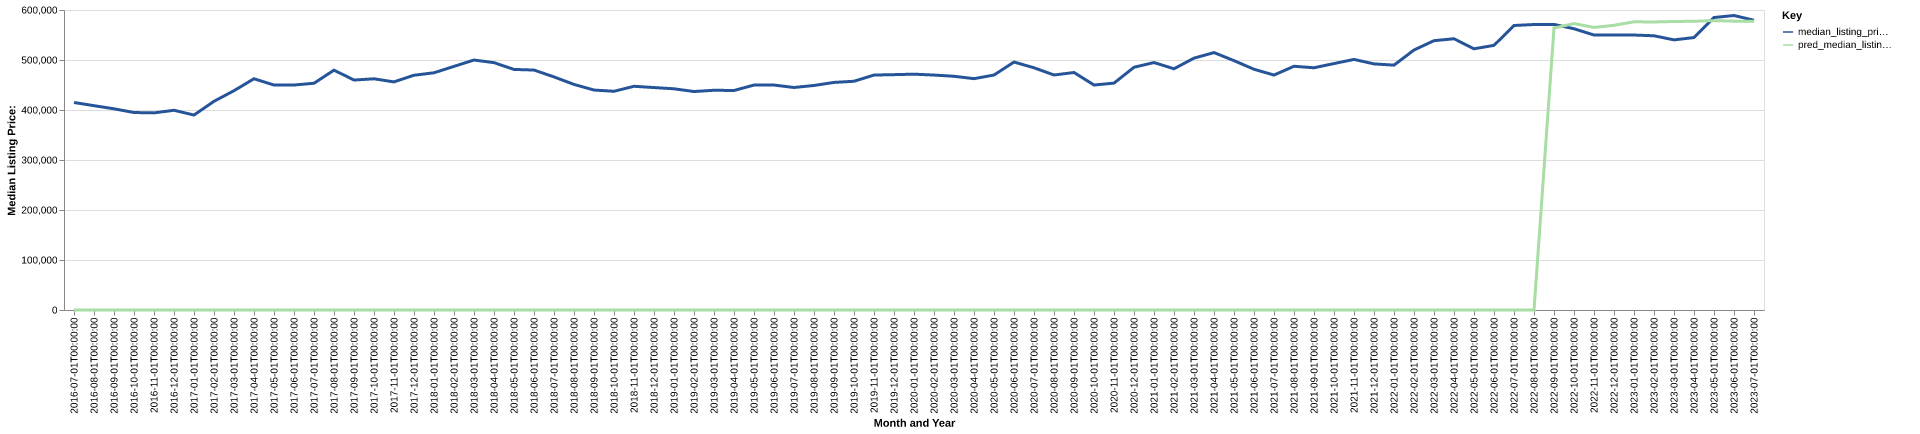 600,000
500,000
400,000
300,000
200,000
100,000
0
Median Listing Price:
2016-07-01T00:00:00
2016-08-01T00:00:00
2016-09-01T00:00:00
2016-10-01T00:00:00
2016-11-01T00:00:00
2016-12-01T00:00:00
2017-01-01T00:00:00
2017-02-01T00:00:00
2017-03-01T00:00:00
2017-04-01T00:00:00
2017-05-01T00:00:00
2017-06-01T00:00:00
2017-07-01T00:00:00
2017-08-01T00:00:00
2017-09-01T00:00:00
2017-10-01T00:00:00
2017-11-01T00:00:00
2017-12-01T00:00:00
2018-01-01T00:00:00
2018-02-01T00:00:00
2018-03-01T00:00:00
2018-04-01T00:00:00
2018-05-01T00:00:00
2018-06-01T00:00:00
2018-07-01T00:00:00
2018-08-01T00:00:00
2018-09-01T00:00:00
2018-10-01T00:00:00
2018-11-01T00:00:00
2018-12-01T00:00:00
2019-01-01T00:00:00
2019-02-01T00:00:00
2019-03-01T00:00:00
2019-04-01T00:00:00
2019-05-01T00:00:00
2019-06-01T00:00:00
2019-07-01T00:00:00
2019-08-01T00:00:00
2019-09-01T00:00:00
2019-10-01T00:00:00
2019-11-01T00:00:00
2019-12-01T00:00:00
2020-01-01T00:00:00
2020-02-01T00:00:00
2020-03-01T00:00:00
2020-04-01T00:00:00
2020-05-01T00:00:00
2020-06-01T00:00:00
2020-07-01T00:00:00
2020-08-01T00:00:00
2020-09-01T00:00:00
2020-10-01T00:00:00
2020-11-01T00:00:00
2020-12-01T00:00:00
2021-01-01T00:00:00
2021-02-01T00:00:00
2021-03-01T00:00:00
2021-04-01T00:00:00
2021-05-01T00:00:00
2021-06-01T00:00:00
2021-07-01T00:00:00
2021-08-01T00:00:00
2021-09-01T00:00:00
2021-10-01T00:00:00
2021-11-01T00:00:00
2021-12-01T00:00:00
2022-01-01T00:00:00
2022-02-01T00:00:00
2022-03-01T00:00:00
2022-04-01T00:00:00
2022-05-01T00:00:00
2022-06-01T00:00:00
2022-07-01T00:00:00
2022-08-01T00:00:00
2022-09-01T00:00:00
2022-10-01T00:00:00
2022-11-01T00:00:00
2022-12-01T00:00:00
2023-01-01T00:00:00
2023-02-01T00:00:00
2023-03-01T00:00:00
2023-04-01T00:00:00
2023-05-01T00:00:00
2023-06-01T00:00:00
2023-07-01T00:00:00
Month and Year
Key
median_listing_pri…
pred_median_listin…